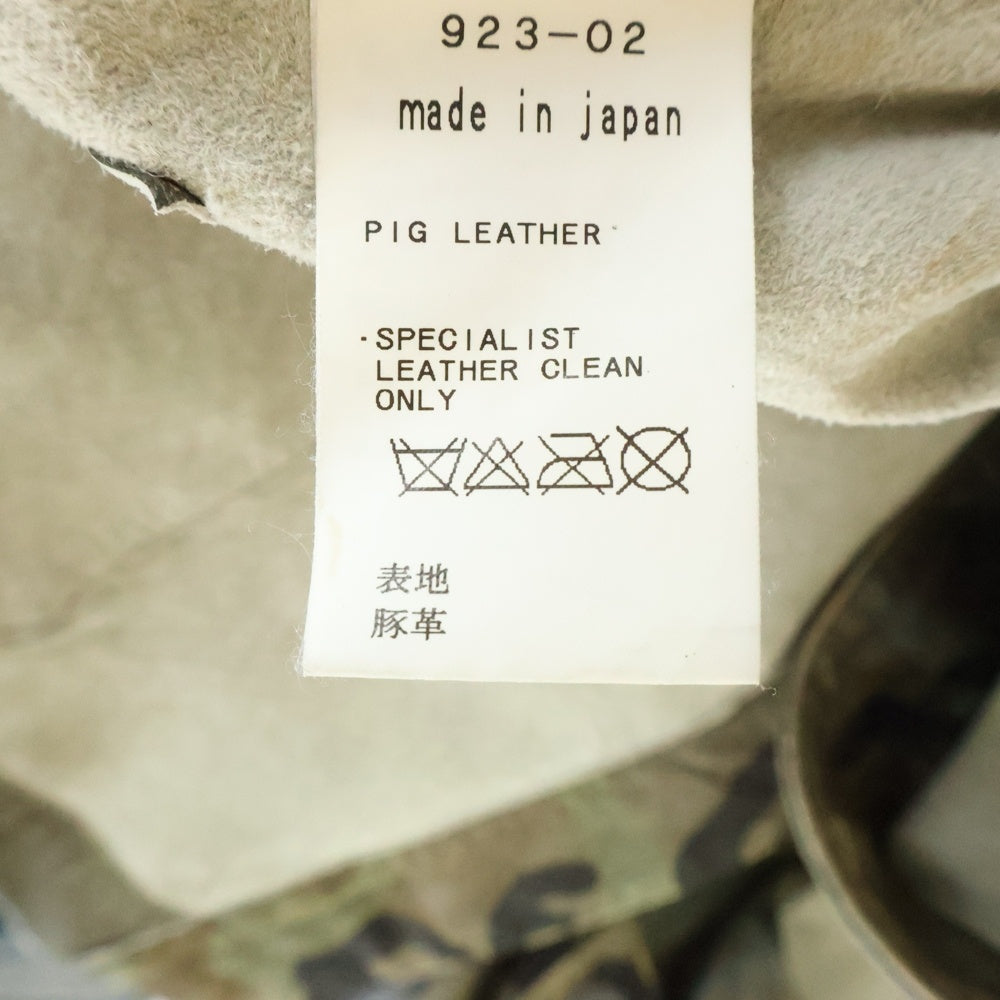 923-02
made in japan
PIG LEATHER
・SPECIALIST
LEATHER CLEAN
ONLY
表地
豚革